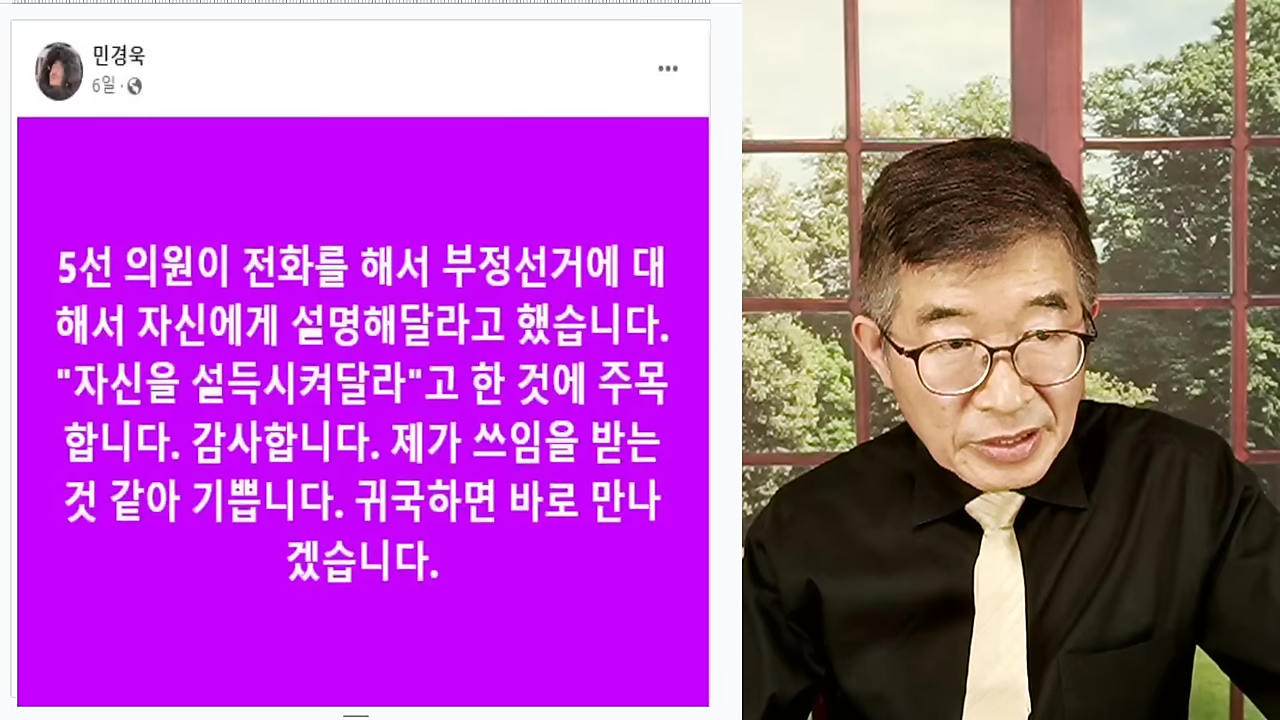 민경욱
6일 ·
5선 의원이 전화를 해서 부정선거에 대
해서 자신에게 설명해달라고 했습니다.
"자신을 설득시켜달라"고 한 것에 주목
합니다. 감사합니다. 제가 쓰임을 받는
것 같아 기쁩니다. 귀국하면 바로 만나
겠습니다.